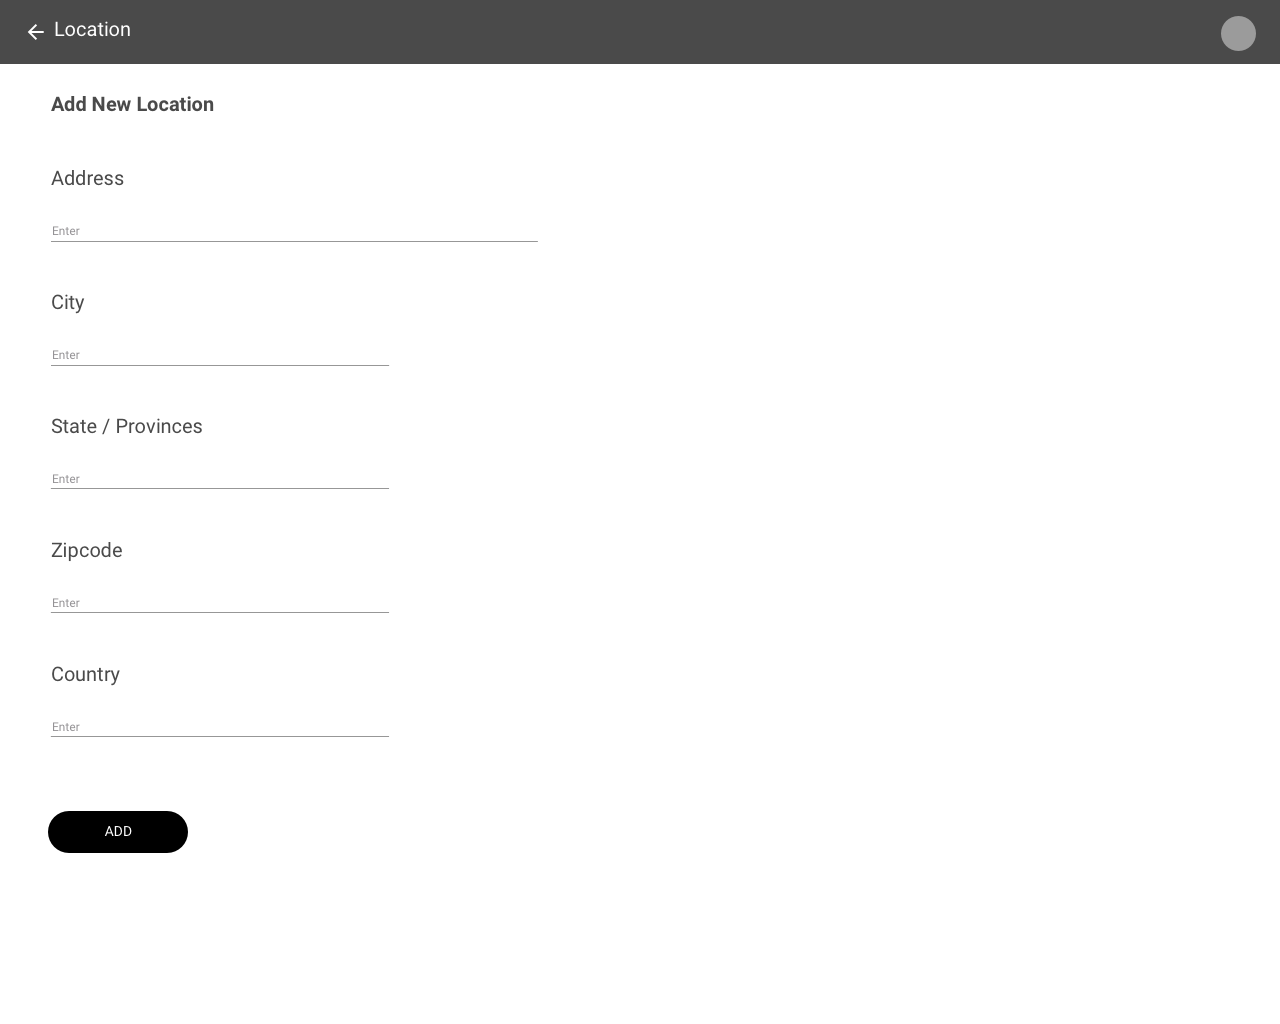 Location
Add New Location
Address
Enter
City
Enter
State / Provinces
Enter
Zipcode
Enter
Country
Enter
ADD